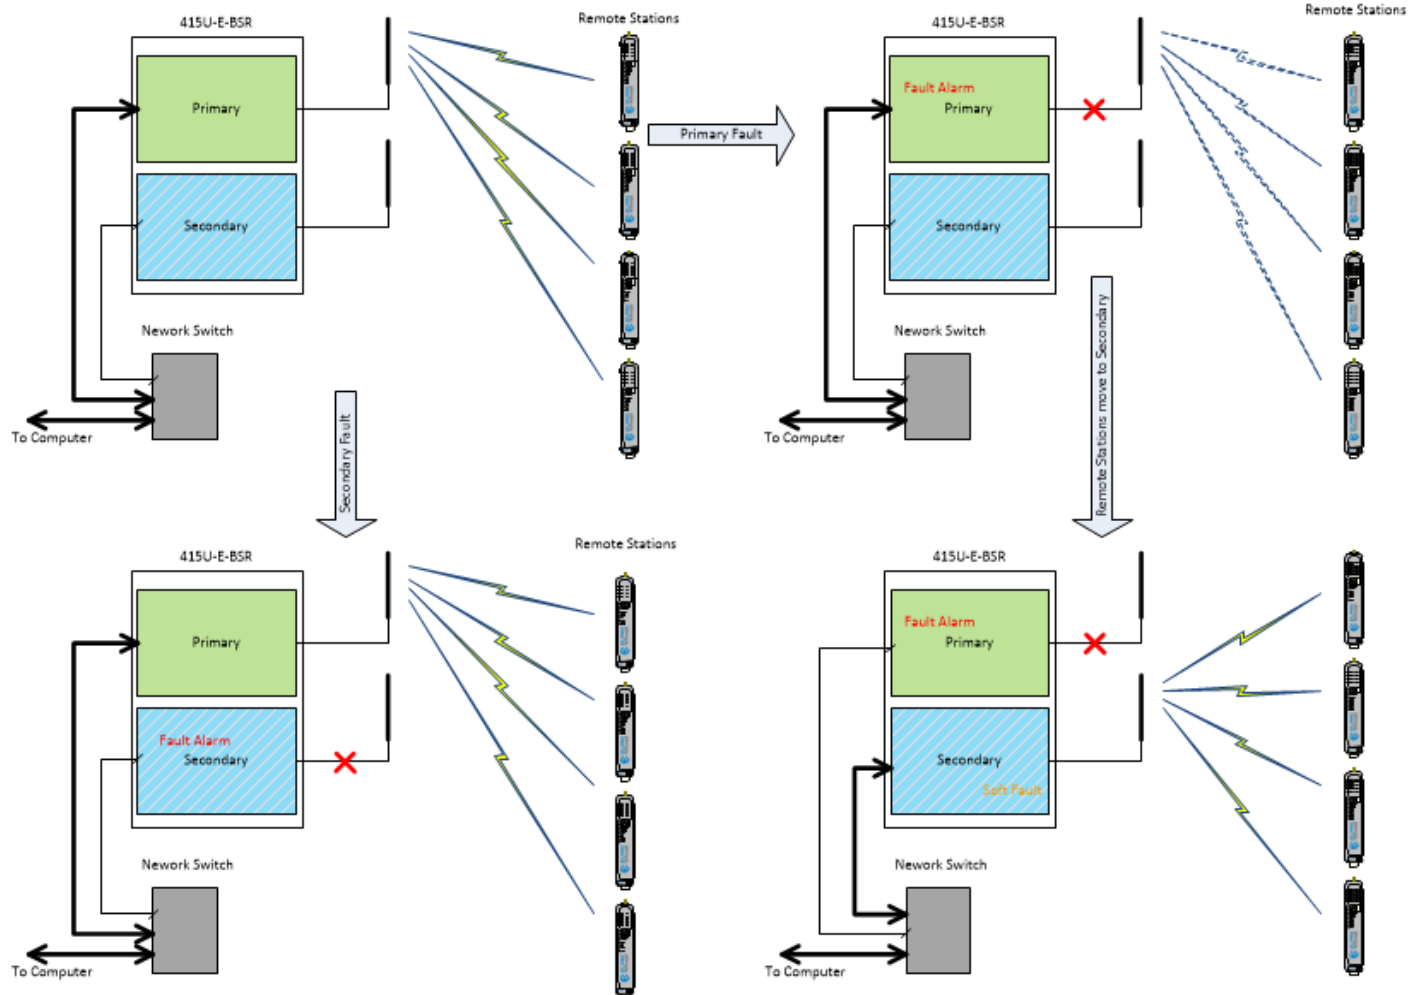 415U-E-BSR
Remote Stations
Primary
Secondary
Nework Switch
To Computer
Primary Fault
415U-E-BSR
Remote Stations
Fault Alarm
Primary
Secondary
Nework Switch
To Computer
Secondary Fault
Remote Stations move to Secondary
415U-E-BSR
Remote Stations
Primary
Fault Alarm
Secondary
Nework Switch
To Computer
415U-E-BSR
Fault Alarm
Primary
Secondary
Soft Fault
Nework Switch
To Computer